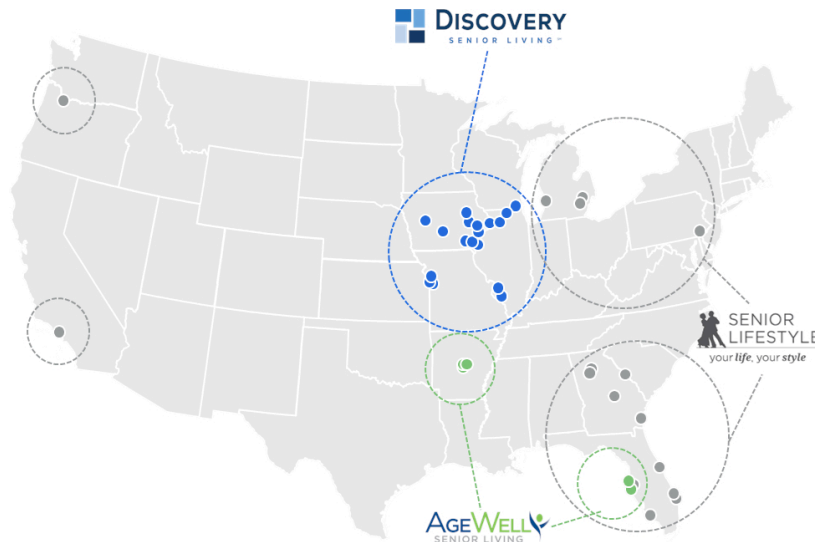 DISCOVERY
SENIOR LIVING
SENIOR
LIFESTYLE
your life, your style
AGEWELL
SENIOR LIVING